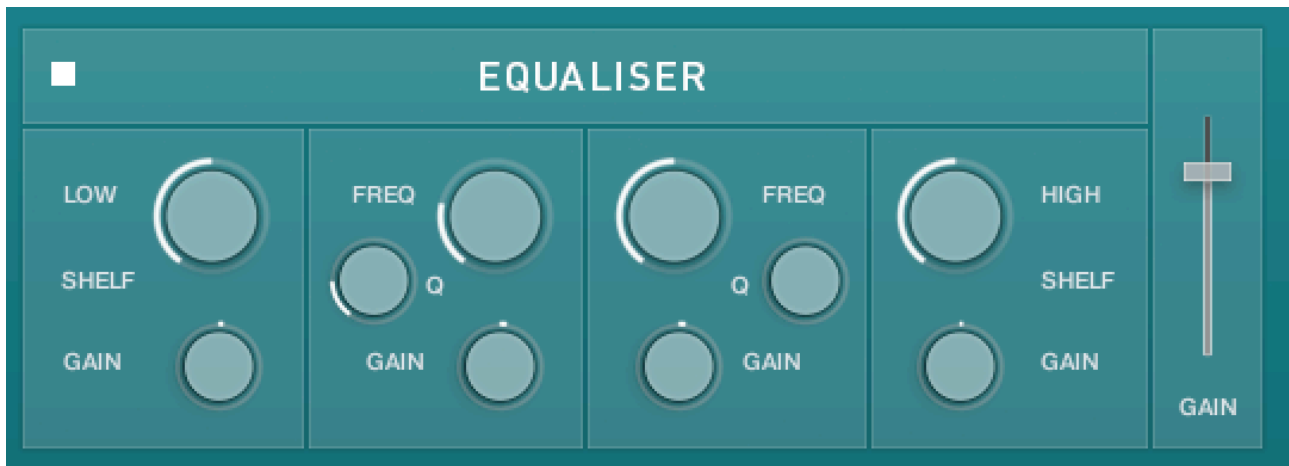 EQUALISER
LOW
SHELF
GAIN
FREQ
Q
GAIN
FREQ
Q
GAIN
HIGH
SHELF
GAIN
GAIN